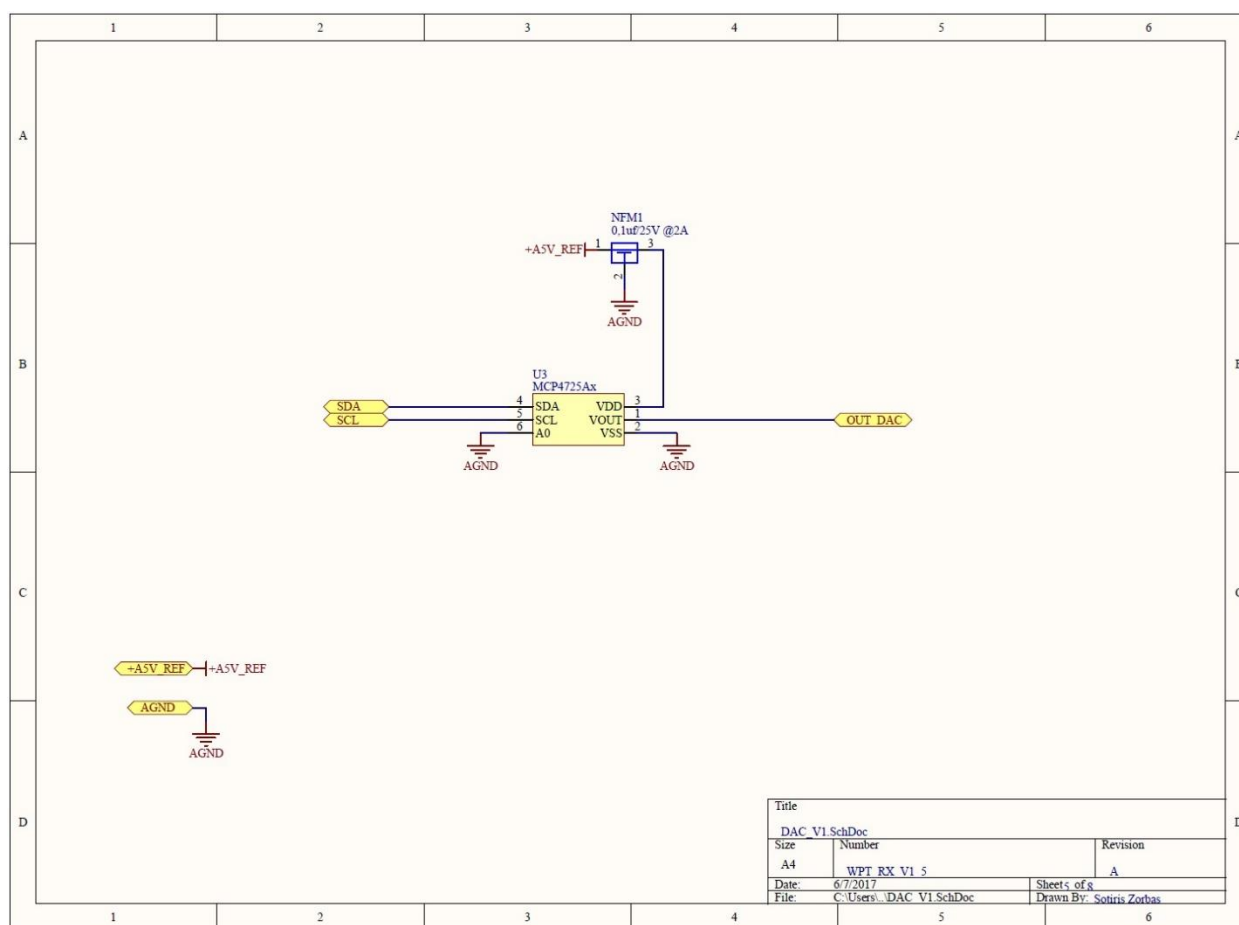 1 2 3 4 5 6
A A
NFM1
0,1uf/25V @2A
+A5V_REF 1 3
2
AGND
B B
U3
MCP4725Ax
SDA 4 SDA VDD 3
SCL 5 SCL VOUT 1 OUT_DAC
6 A0 VSS 2
AGND AGND
C C
+A5V_REF +A5V_REF
AGND
AGND
D D
Title
DAC_V1.SchDoc
Size Number Revision
A4 WPT_RX_V1_5 A
Date: 6/7/2017 Sheet5 of 8
File: C:\Users\..\DAC_V1.SchDoc Drawn By: Sotiris Zorbas
1 2 3 4 5 6